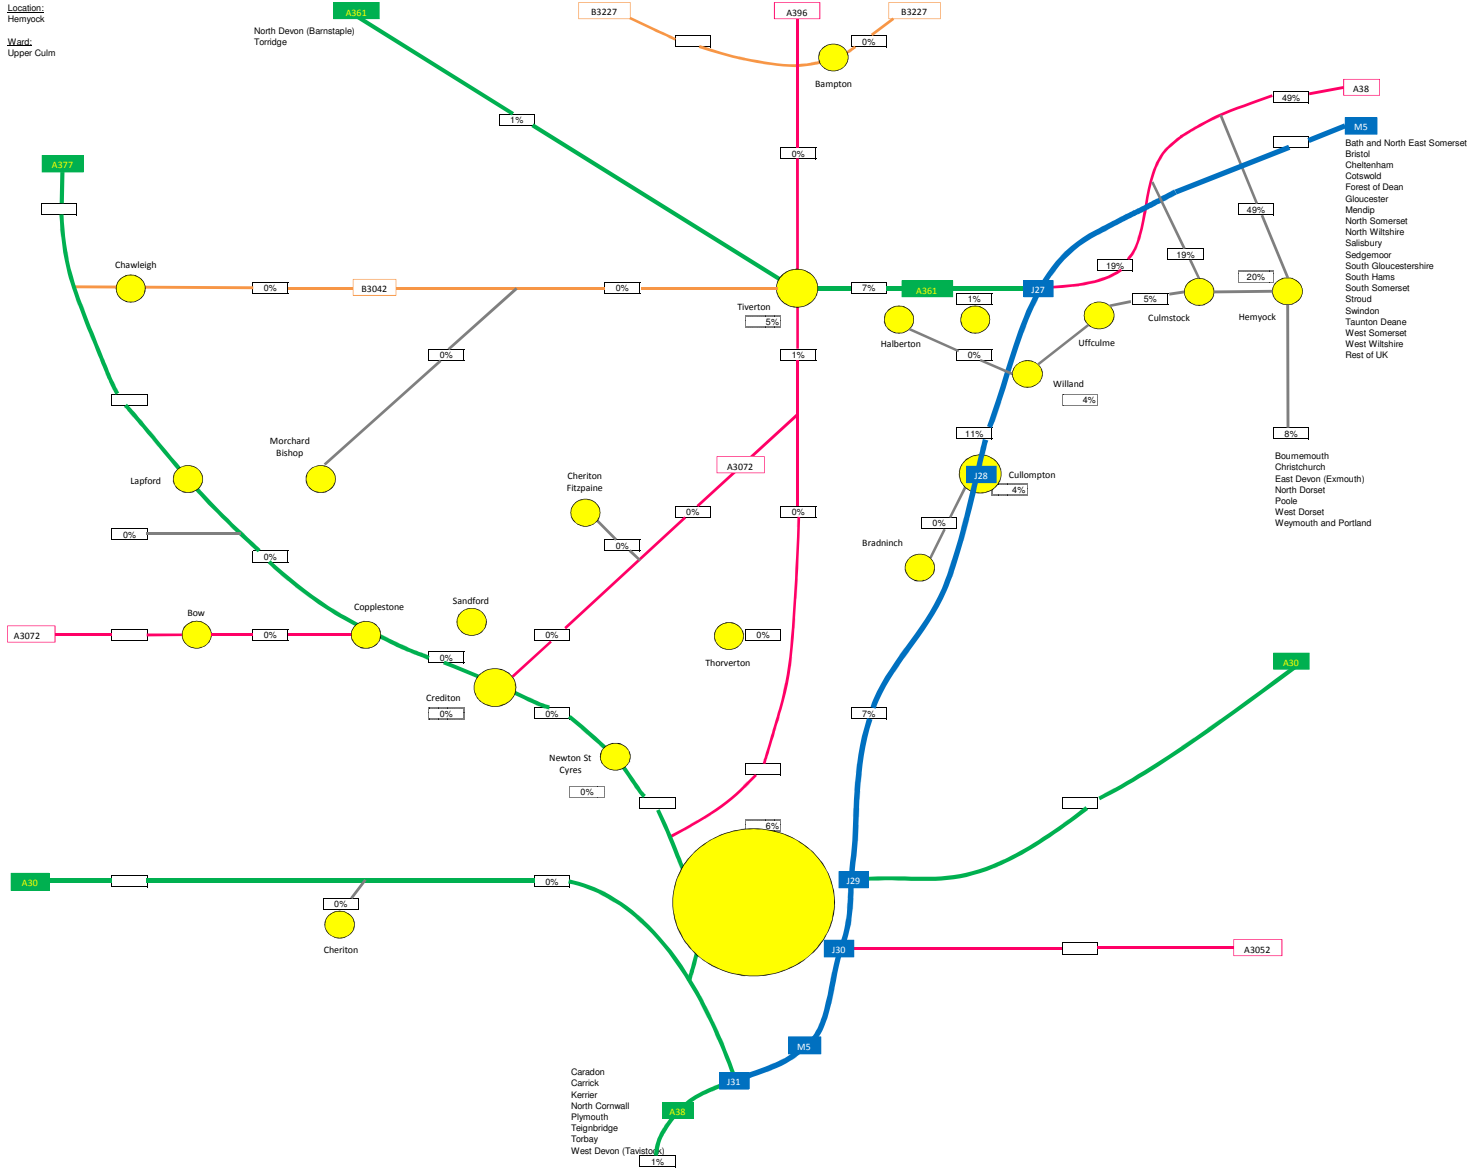 Location:
Hemyock
Ward:
Upper Culm
A361
North Devon (Barnstaple)
Torridge
B3227
A396
B3227
0%
Bampton
A38
49%
M5
Bath and North East Somerset
Bristol
Cheltenham
Cotswold
Forest of Dean
Gloucester
Mendip
North Somerset
North Wiltshire
Salisbury
Sedgemoor
South Gloucestershire
South Hams
South Somerset
Stroud
Swindon
Taunton Deane
West Somerset
West Wiltshire
Rest of UK
1%
0%
A377
49%
19%
19%
Chawleigh
0%
B3042
0%
Tiverton
5%
7%
A361
1%
J27
20%
5%
Culmstock
Hemyock
Halberton
Uffculme
0%
1%
0%
Willand
4%
Morchard
Bishop
11%
8%
Bournemouth
Christchurch
East Devon (Exmouth)
North Dorset
Poole
West Dorset
Weymouth and Portland
A3072
Lapford
Cheriton
Fitzpaine
J28
Cullompton
4%
0%
0%
0%
0%
0%
Bradninch
0%
Sandford
Bow
Copplestone
A3072
0%
0%
0%
Thorverton
0%
A30
Crediton
0%
0%
7%
Newton St
Cyres
0%
6%
A30
0%
J29
0%
Cheriton
J30
A3052
M5
J31
Caradon
Carrick
Kerrier
North Cornwall
Plymouth
Teignbridge
Torbay
West Devon (Tavistock)
A38
1%